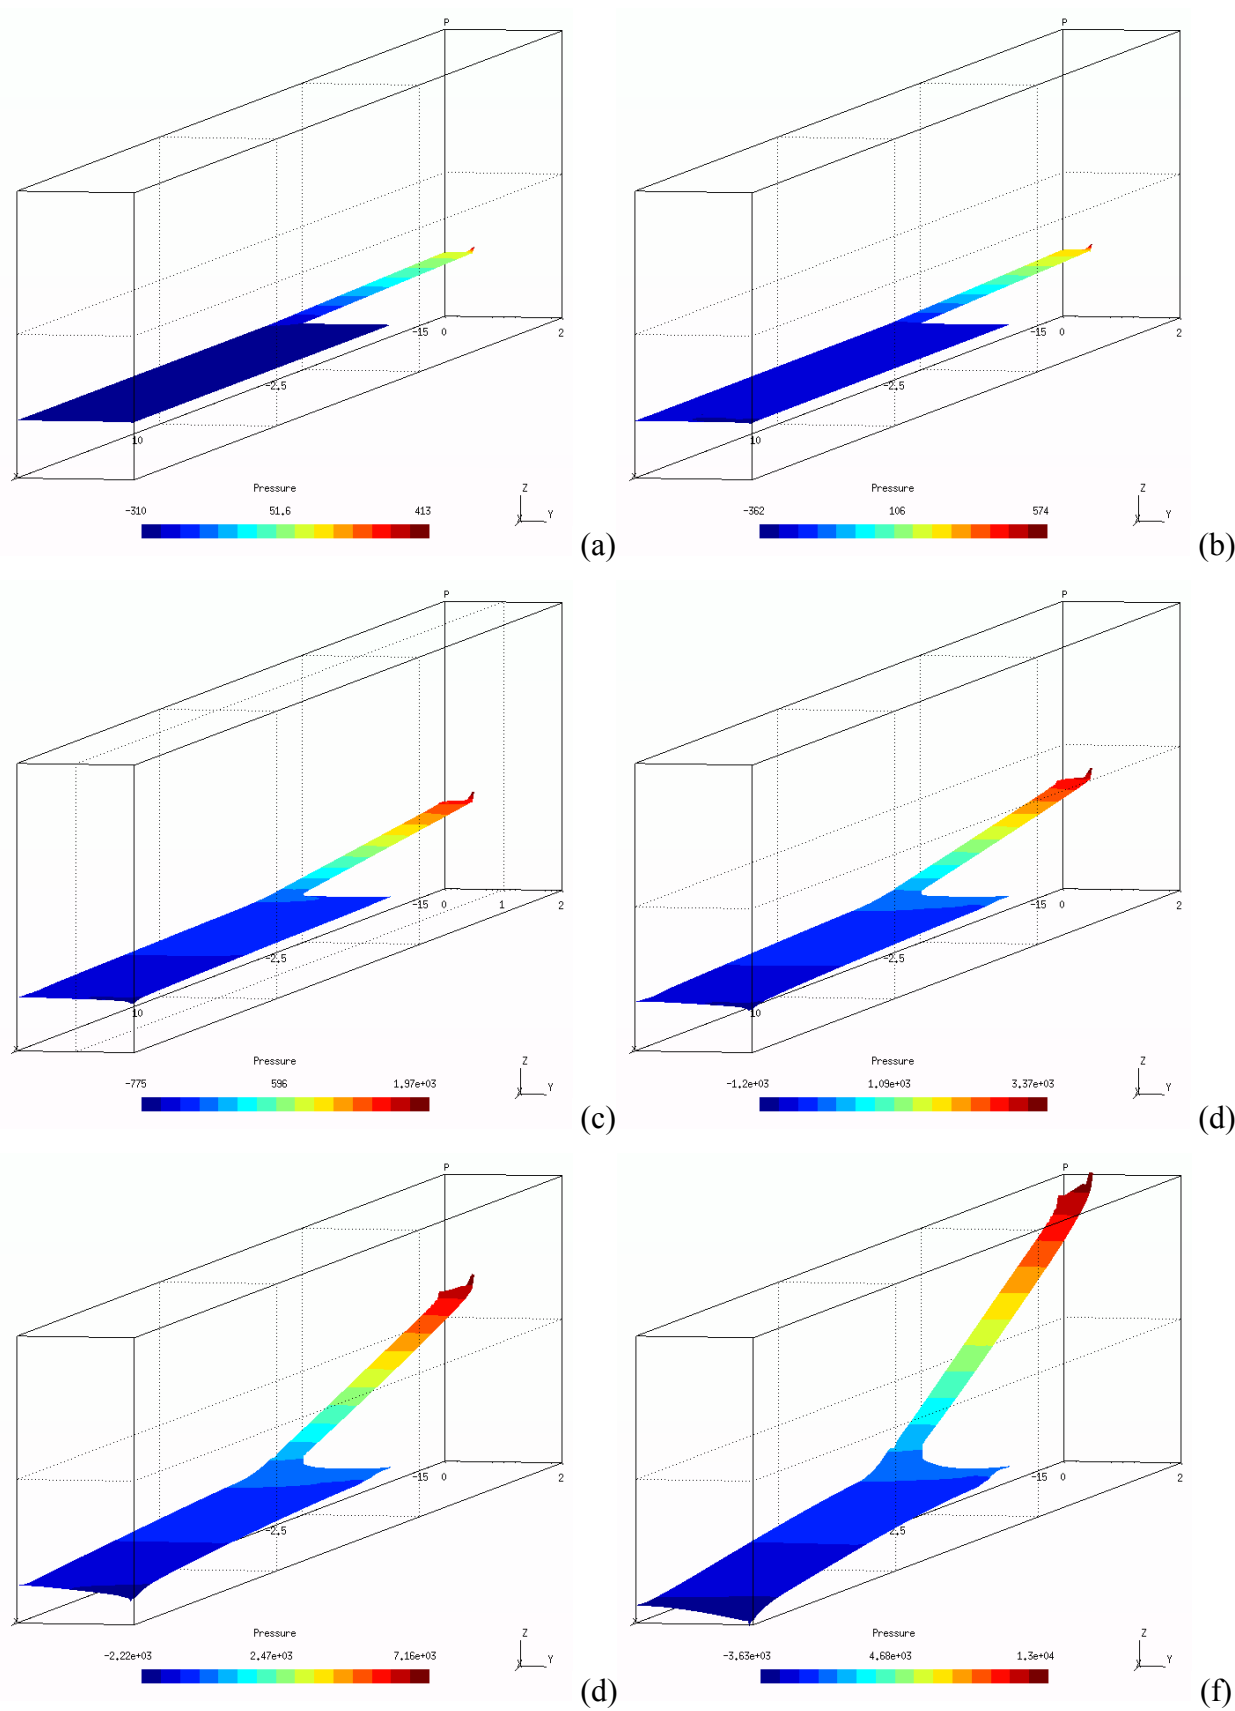 P P
-15 0 2 -15 0 2
-2.5 -2.5
10 10
X X
Pressure Z Pressure Z
-310 51.6 413 X Y -362 106 574 X Y
(a) (b)
P P
-15 0 1 2 -15 0 2
-2.5 -2.5
10 10
X X
Pressure Z Pressure Z
-775 596 1.97e+03 X Y -1.2e+03 1.09e+03 3.37e+03 X Y
(c) (d)
P P
-15 0 2 -15 0 2
-2.5 2.5
X X
Pressure Z Pressure Z
-2.22e+03 2.47e+03 7.16e+03 X Y -3.63e+03 4.68e+03 1.3e+04 X Y
(d) (f)